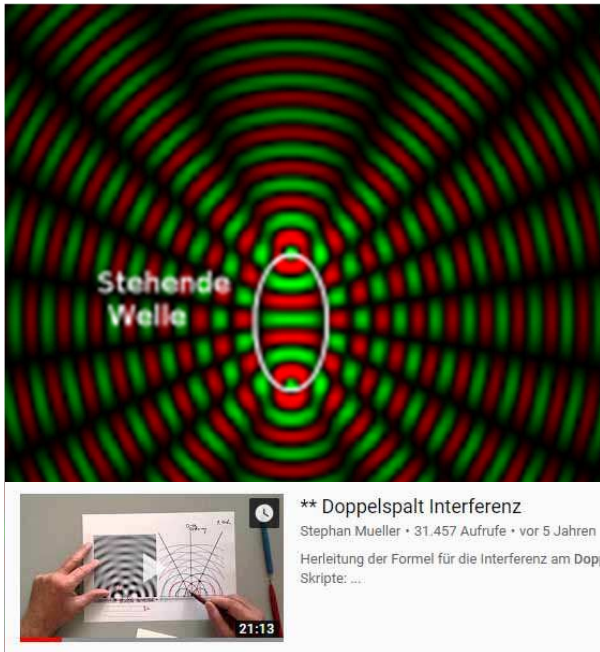 Stehende
Welle
** Doppelspalt Interferenz
Stephan Mueller • 31.457 Aufrufe • vor 5 Jahren
Herleitung der Formel für die Interferenz am Dopp
Skripte: ...
21:13